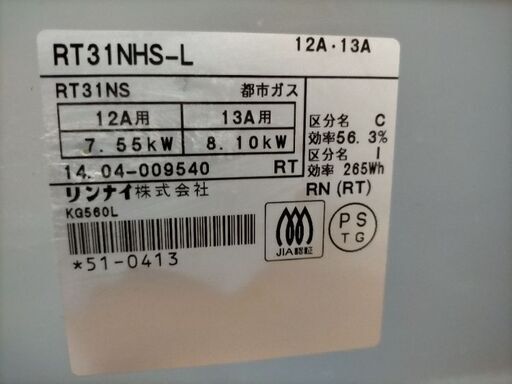 RT31NHS-L 12A・13A
RT31NS 都市ガス
12A用 13A用
7.55kW 8.10kW
区分名 C
効率56.3%
区分名 I
効率 265Wh
14.04-009540 RT
リンナイ株式会社 RN(RT)
KG560L
*51-0413
JIA認証
PS
TG